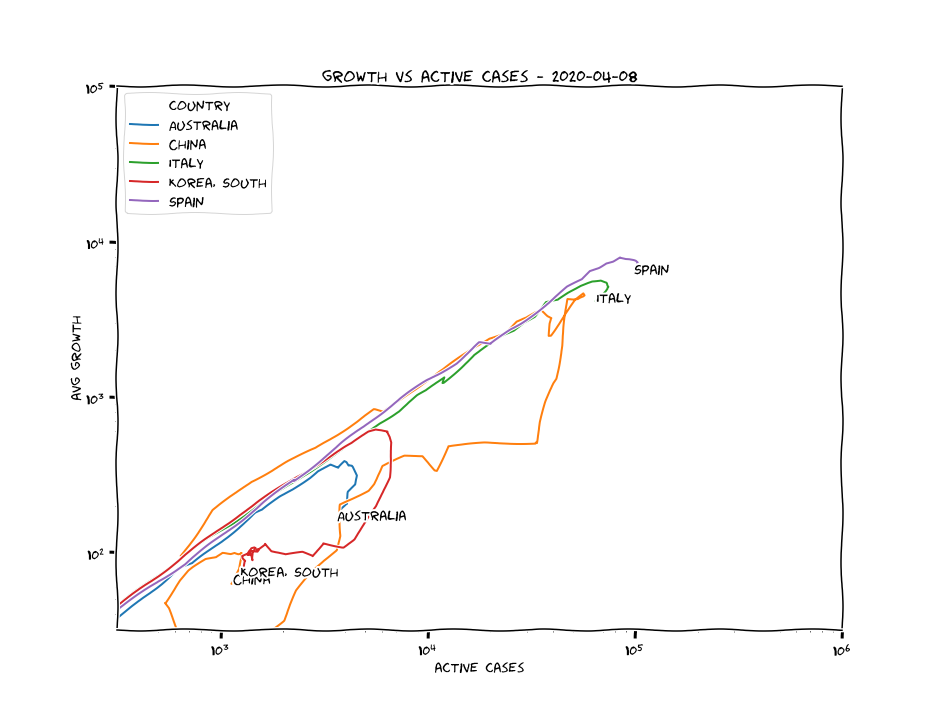 GROWTH VS ACTIVE CASES - 2020-04-08
10⁵
COUNTRY
AUSTRALIA
CHINA
ITALY
KOREA, SOUTH
SPAIN
10⁴
SPAIN
ITALY
AVG GROWTH
10³
AUSTRALIA
10²
KOREA, SOUTH
CHINA
10³ 10⁴ 10⁵ 10⁶
ACTIVE CASES